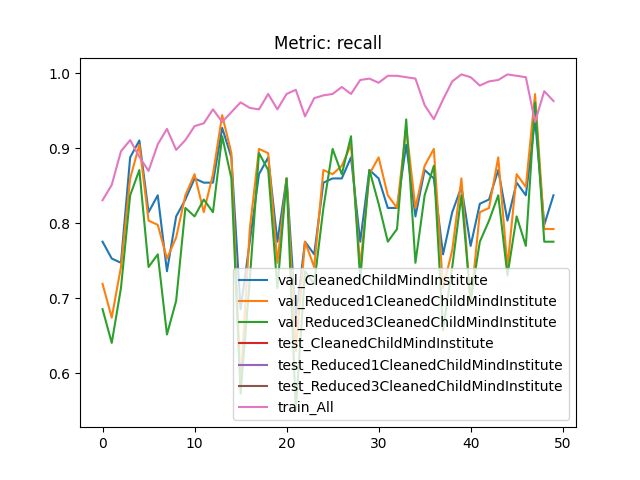 Metric: recall
1.0
0.9
0.8
0.7
0.6
val_CleanedChildMindInstitute
val_Reduced1CleanedChildMindInstitute
val_Reduced3CleanedChildMindInstitute
test_CleanedChildMindInstitute
test_Reduced1CleanedChildMindInstitute
test_Reduced3CleanedChildMindInstitute
train_All
0 10 20 30 40 50